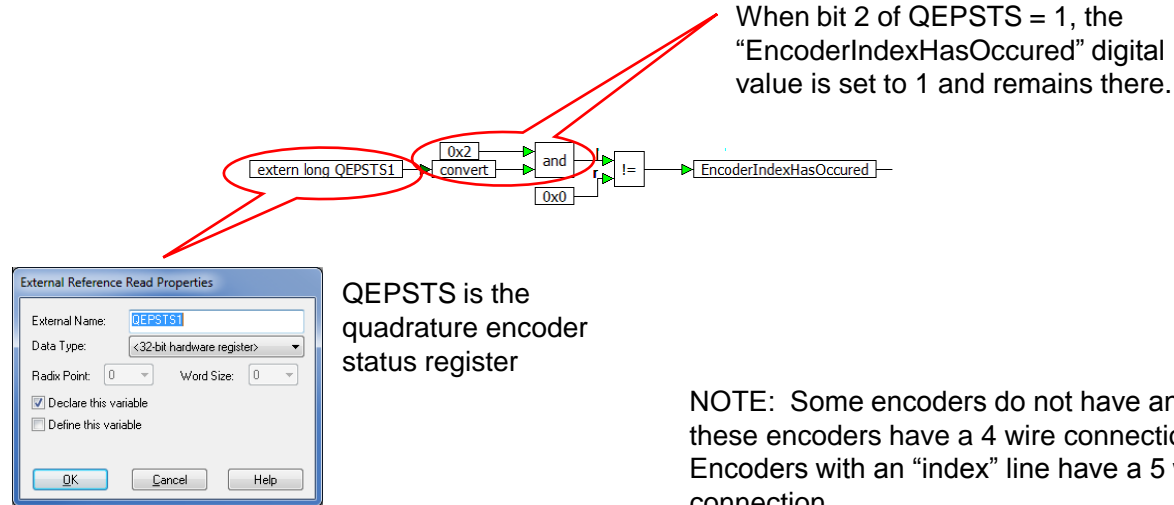 When bit 2 of QEPSTS = 1, the
“EncoderIndexHasOccured” digital
value is set to 1 and remains there.
0x2
extern long QEPSTS1
convert
and
l
r
!=
EncoderIndexHasOccured
0x0
External Reference Read Properties
External Name: QEPSTS1
Data Type: <32-bit hardware register>
Radix Point: 0 Word Size: 0
Declare this variable
Define this variable
OK Cancel Help
QEPSTS is the
quadrature encoder
status register
NOTE: Some encoders do not have an
these encoders have a 4 wire
Encoders with an “index” line have a 5
connection